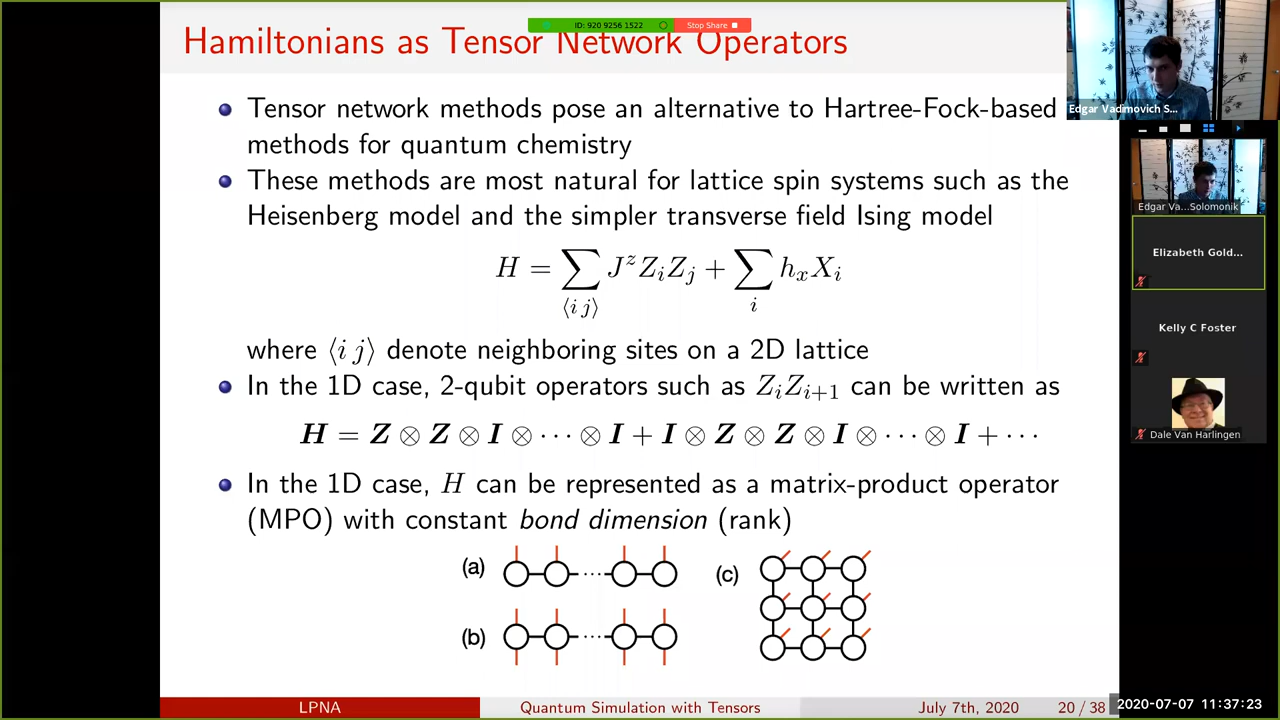 ID: 920 9256 1522
Stop Share
Hamiltonians as Tensor Network Operators
Tensor network methods pose an alternative to Hartree-Fock-based
methods for quantum chemistry
These methods are most natural for lattice spin systems such as the
Heisenberg model and the simpler transverse field Ising model
H = ∑⟨i j⟩ J^z Z_i Z_j + ∑_i h_x X_i
where ⟨i j⟩ denote neighboring sites on a 2D lattice
In the 1D case, 2-qubit operators such as Z_i Z_{i+1} can be written as
H = Z ⊗ Z ⊗ I ⊗ ··· ⊗ I + I ⊗ Z ⊗ Z ⊗ I ⊗ ··· ⊗ I + ···
In the 1D case, H can be represented as a matrix-product operator
(MPO) with constant bond dimension (rank)
(a)
(b)
(c)
LPNA
Quantum Simulation with Tensors
July 7th, 2020
20 / 38
Edgar Vadimovich S...
Edgar Va...Solomonik
Elizabeth Gold...
Kelly C Foster
Dale Van Harlingen
2020-07-07 11:37:23